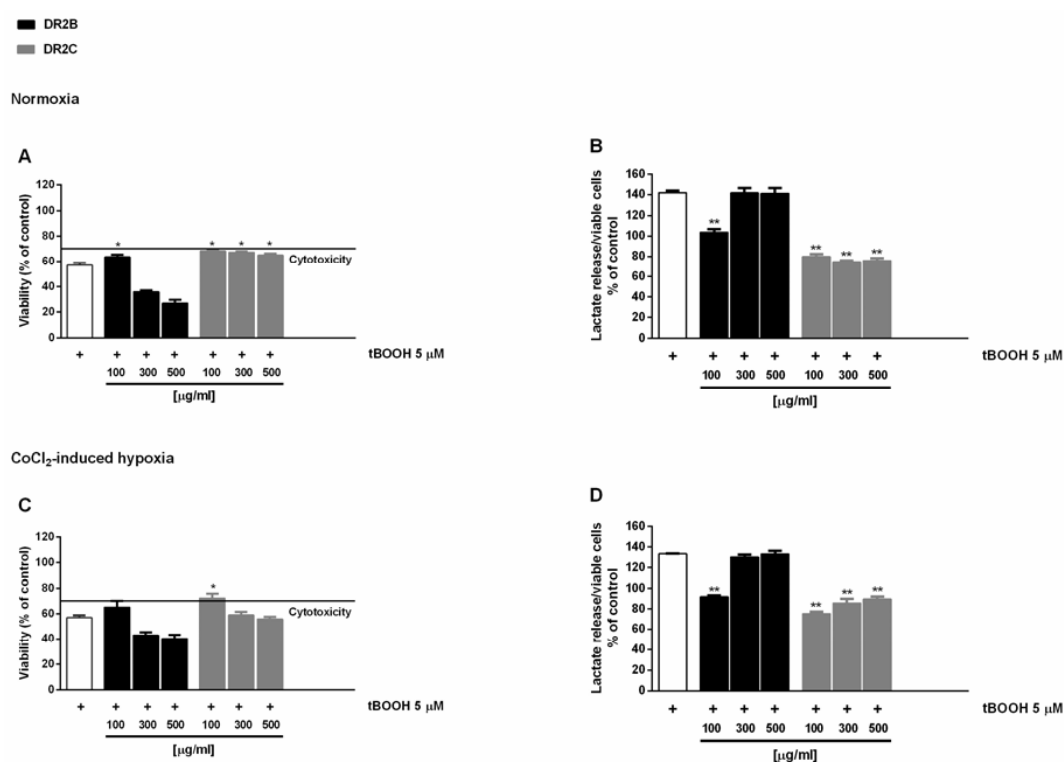 DR2B
DR2C
Normoxia
A
Viability (% of control)
120
100
80
60
40
20
0
*
* * *
Cytotoxicity
+ + + + + + + tBOOH 5 μM
100 300 500 100 300 500
[μg/ml]
B
Lactate release/viable cells
% of control
160
140
120
100
80
60
40
20
0
**
** ** **
+ + + + + + + tBOOH 5 μM
100 300 500 100 300 500
[μg/ml]
CoCl₂-induced hypoxia
C
Viability (% of control)
120
100
80
60
40
20
0
*
Cytotoxicity
+ + + + + + + tBOOH 5 μM
100 300 500 100 300 500
[μg/ml]
D
Lactate release/viable cells
% of control
160
140
120
100
80
60
40
20
0
**
** ** **
+ + + + + + + tBOOH 5 μM
100 300 500 100 300 500
[μg/ml]